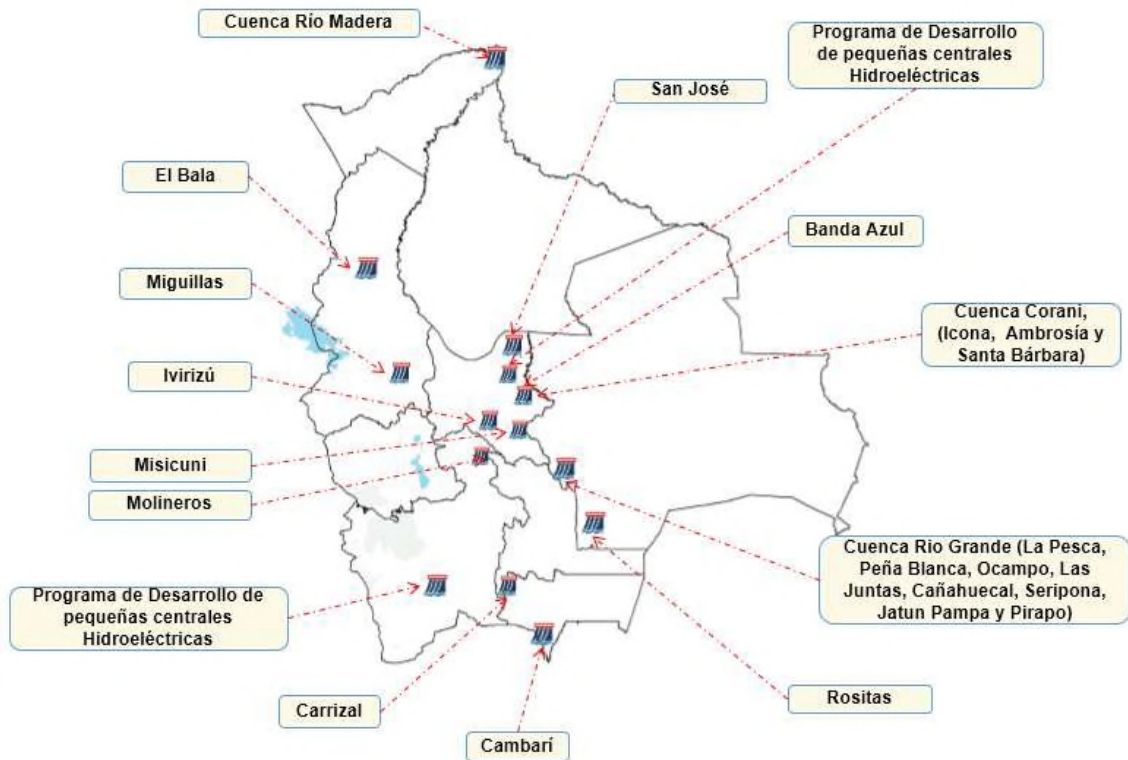 Cuenca Río Madera
Programa de Desarrollo
de pequeñas centrales
Hidroeléctricas
San José
El Bala
Banda Azul
Miguillas
Cuenca Corani,
(Icona, Ambrosía y
Santa Bárbara)
Ivirizú
Misicuni
Molineros
Cuenca Rio Grande (La Pesca,
Peña Blanca, Ocampo, Las
Juntas, Cañahuecal, Seripona,
Jatun Pampa y Pirapo)
Programa de Desarrollo de
pequeñas centrales
Hidroeléctricas
Rositas
Carrizal
Cambarí